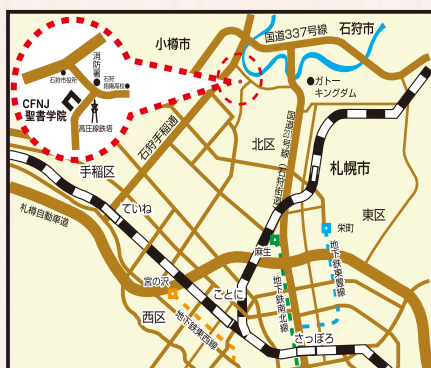 国道337号線
石狩市
小樽市
消防署
石狩市役所
石狩
翔陽高校
CFNJ
聖書学院
高圧線鉄塔
ガトー
キングダム
石狩手稲通
国道231号線（石狩街道）
北区
札幌市
手稲区
ていね
東区
栄町
札樽自動車道
麻生
地下鉄東豊線
宮の沢
ことに
地下鉄南北線
西区
地下鉄東西線
さっぽろ